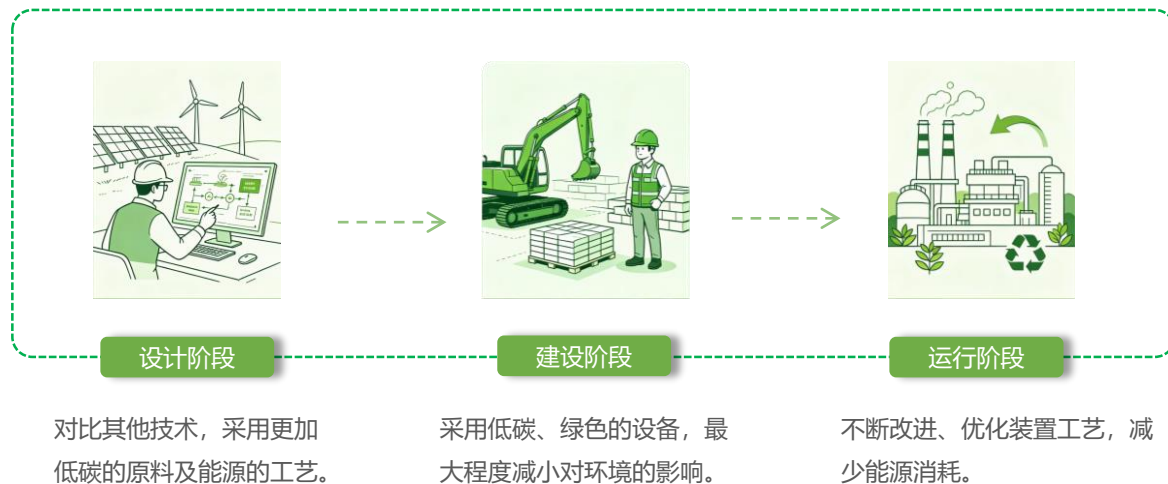 设计阶段
建设阶段
运行阶段
对比其他技术，采用更加
低碳的原料及能源的工艺。
采用低碳、绿色的设备，最
大程度减小对环境的影响。
不断改进、优化装置工艺，减
少能源消耗。